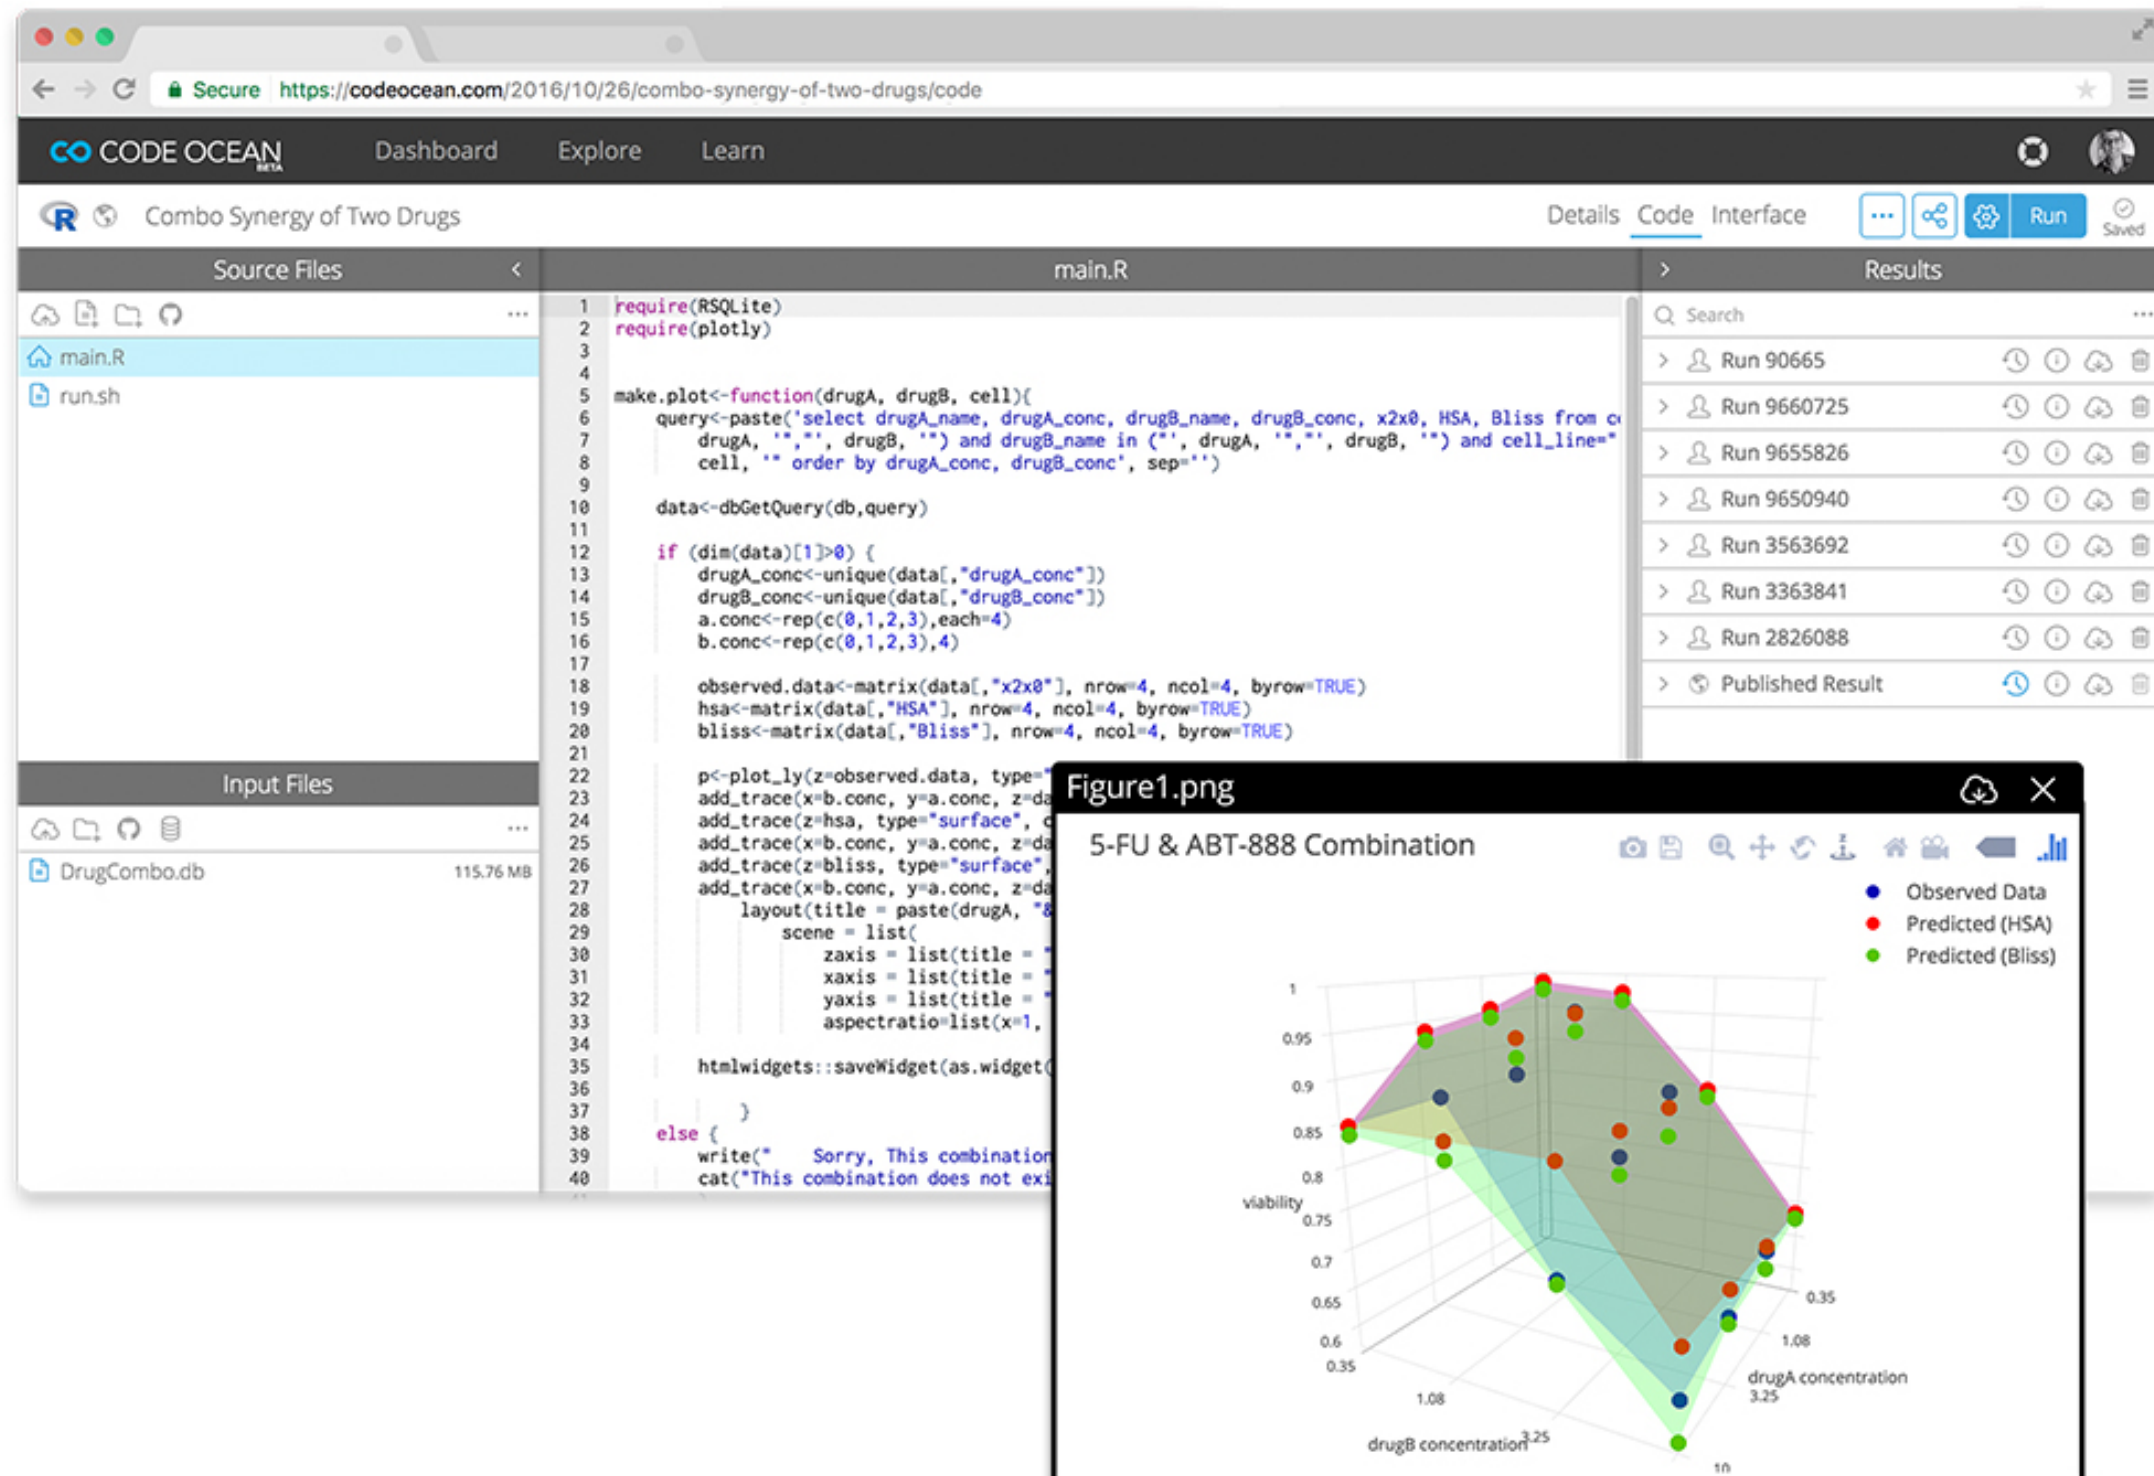 Secure https://codeocean.com/2016/10/26/combo-synergy-of-two-drugs/code
CODE OCEAN
BETA
Dashboard Explore Learn
R Combo Synergy of Two Drugs
Details Code Interface ... Run Saved
Source Files
main.R
run.sh
Input Files
DrugCombo.db 115.76 MB
main.R
1 require(RSQLite)
2 require(plotly)
3
4
5 make.plot<-function(drugA, drugB, cell){
6 query<-paste('select drugA_name, drugA_conc, drugB_name, drugB_conc, x2x0, HSA, Bliss from
7 drugA, '","', drugB, '") and drugB_name in ("', drugA, '","', drugB, '") and cell_line="
8 cell, '" order by drugA_conc, drugB_conc', sep='')
9
10 data<-dbGetQuery(db,query)
11
12 if (dim(data)[1]>0) {
13 drugA_conc<-unique(data[,"drugA_conc"])
14 drugB_conc<-unique(data[,"drugB_conc"])
15 a.conc<-rep(c(0,1,2,3),each=4)
16 b.conc<-rep(c(0,1,2,3),4)
17
18 observed.data<-matrix(data[,"x2x0"], nrow=4, ncol=4, byrow=TRUE)
19 hsa<-matrix(data[,"HSA"], nrow=4, ncol=4, byrow=TRUE)
20 bliss<-matrix(data[,"Bliss"], nrow=4, ncol=4, byrow=TRUE)
21
22 p<-plot_ly(z=observed.data, type="
23 add_trace(x=b.conc, y=a.conc, z=da
24 add_trace(z=hsa, type="surface", c
25 add_trace(x=b.conc, y=a.conc, z=da
26 add_trace(z=bliss, type="surface",
27 add_trace(x=b.conc, y=a.conc, z=da
28 layout(title = paste(drugA, "&
29 scene = list(
30 zaxis = list(title = "
31 xaxis = list(title = "
32 yaxis = list(title = "
33 aspectratio=list(x=1,
34
35 htmlwidgets::saveWidget(as.widget(
36
37 }
38 else {
39 write(" Sorry, This combination
40 cat("This combination does not exi
Results
Search
Run 90665
Run 9660725
Run 9655826
Run 9650940
Run 3563692
Run 3363841
Run 2826088
Published Result
Figure1.png
5-FU & ABT-888 Combination
Observed Data
Predicted (HSA)
Predicted (Bliss)
1
0.95
0.9
0.85
0.8
viability
0.75
0.7
0.65
0.6
0.35
1.08
3.25
drugB concentration
0.35
1.08
drugA concentration
3.25
10